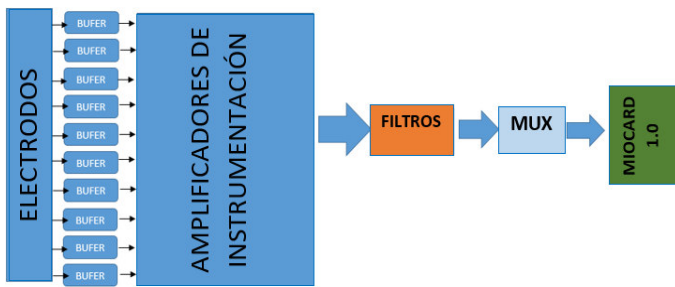 ELECTRODOS
BUFER
BUFER
BUFER
BUFER
BUFER
BUFER
BUFER
BUFER
BUFER
BUFER
AMPLIFICADORES DE
INSTRUMENTACIÓN
FILTROS
MUX
MIOCARD
1.0